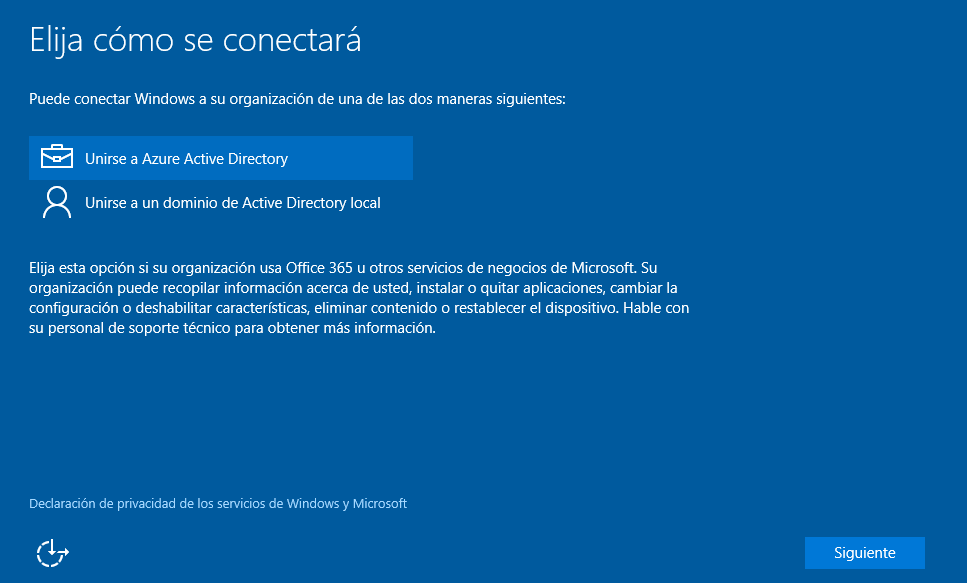 Elija cómo se conectará
Puede conectar Windows a su organización de una de las dos maneras siguientes:
Unirse a Azure Active Directory
Unirse a un dominio de Active Directory local
Elija esta opción si su organización usa Office 365 u otros servicios de negocios de Microsoft. Su
organización puede recopilar información acerca de usted, instalar o quitar aplicaciones, cambiar la
configuración o deshabilitar características, eliminar contenido o restablecer el dispositivo. Hable con
su personal de soporte técnico para obtener más información.
Declaración de privacidad de los servicios de Windows y Microsoft
Siguiente